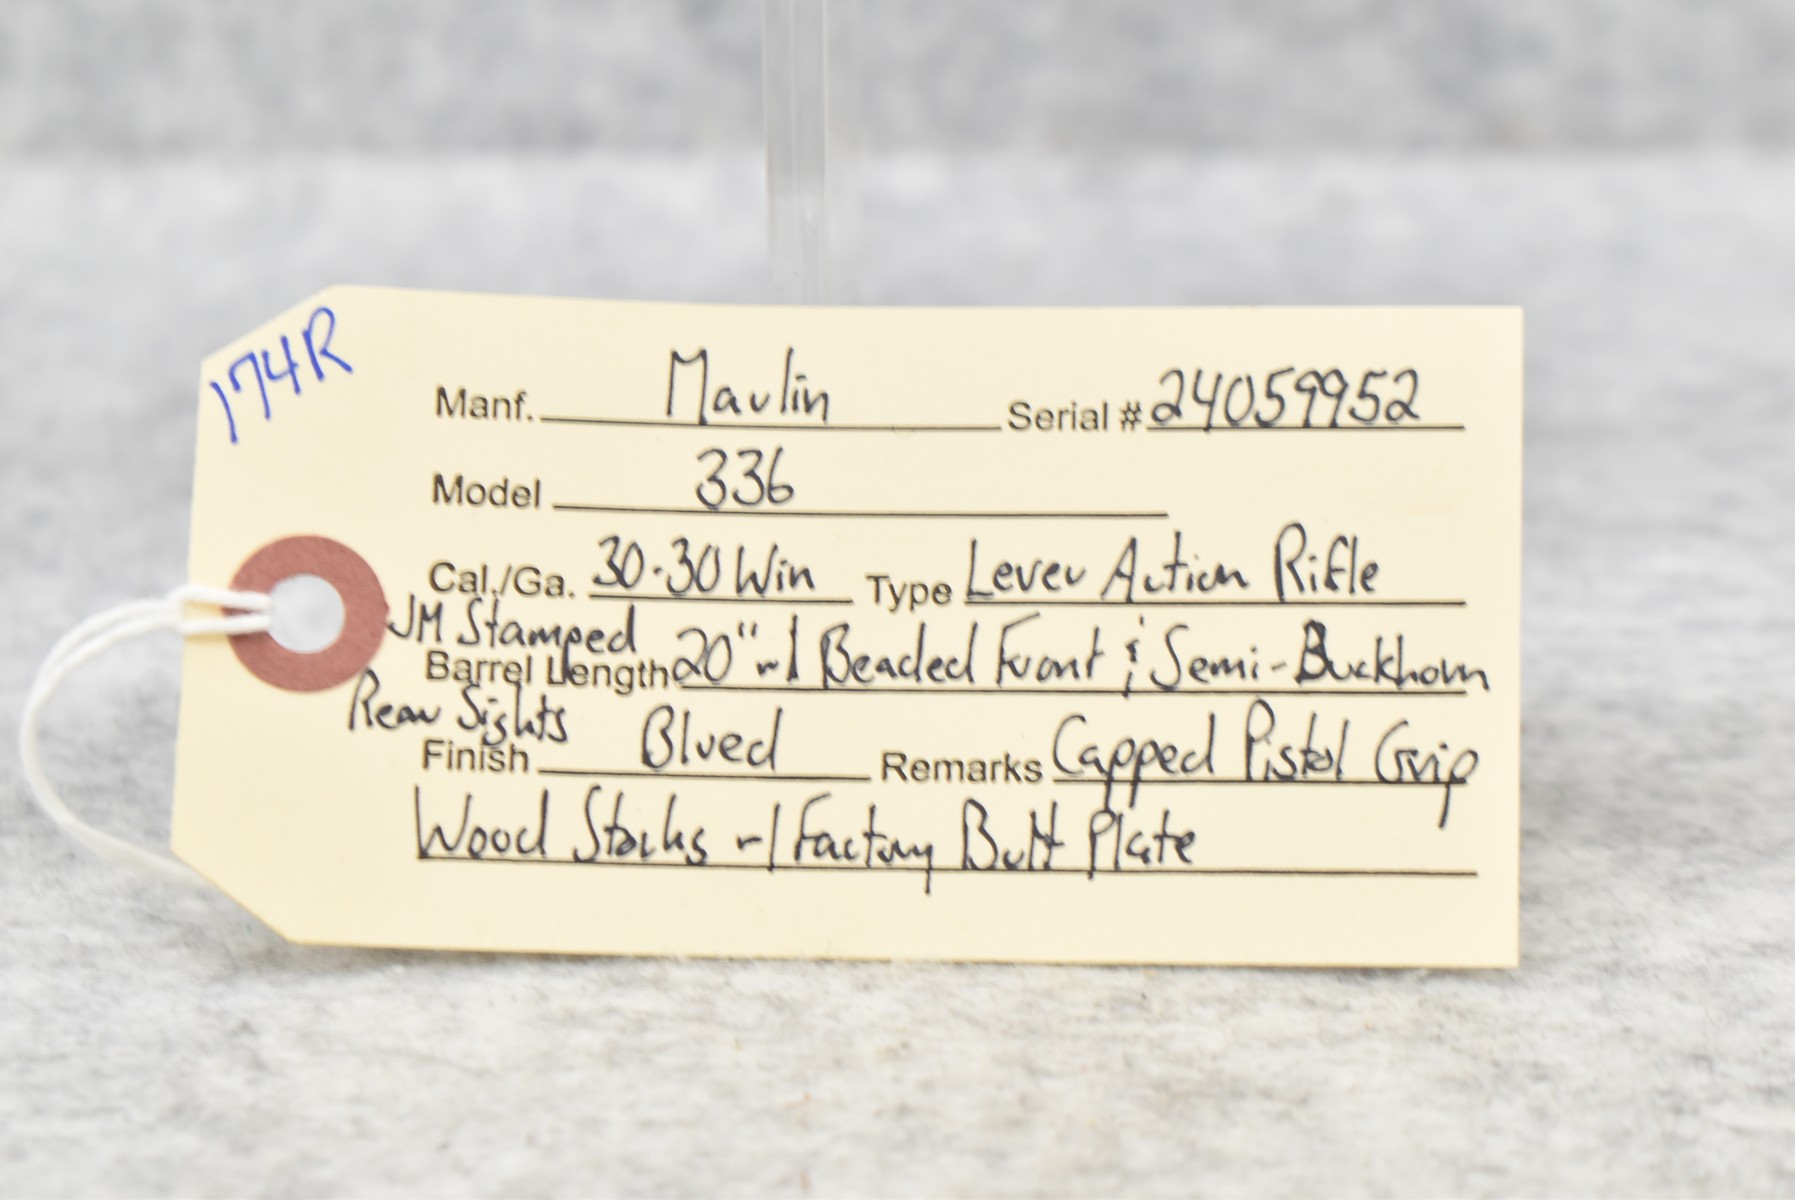 174R
Manf. Marlin Serial # 24059952
Model 336
Cal./Ga. 30-30 Win Type Lever Action Rifle
JM Stamped
Barrel Length 20" w/ Beaded Front & Semi-Buckhorn
Rear Sights
Finish Blued Remarks Capped Pistol Grip
Wood Stocks w/ Factory Butt Plate